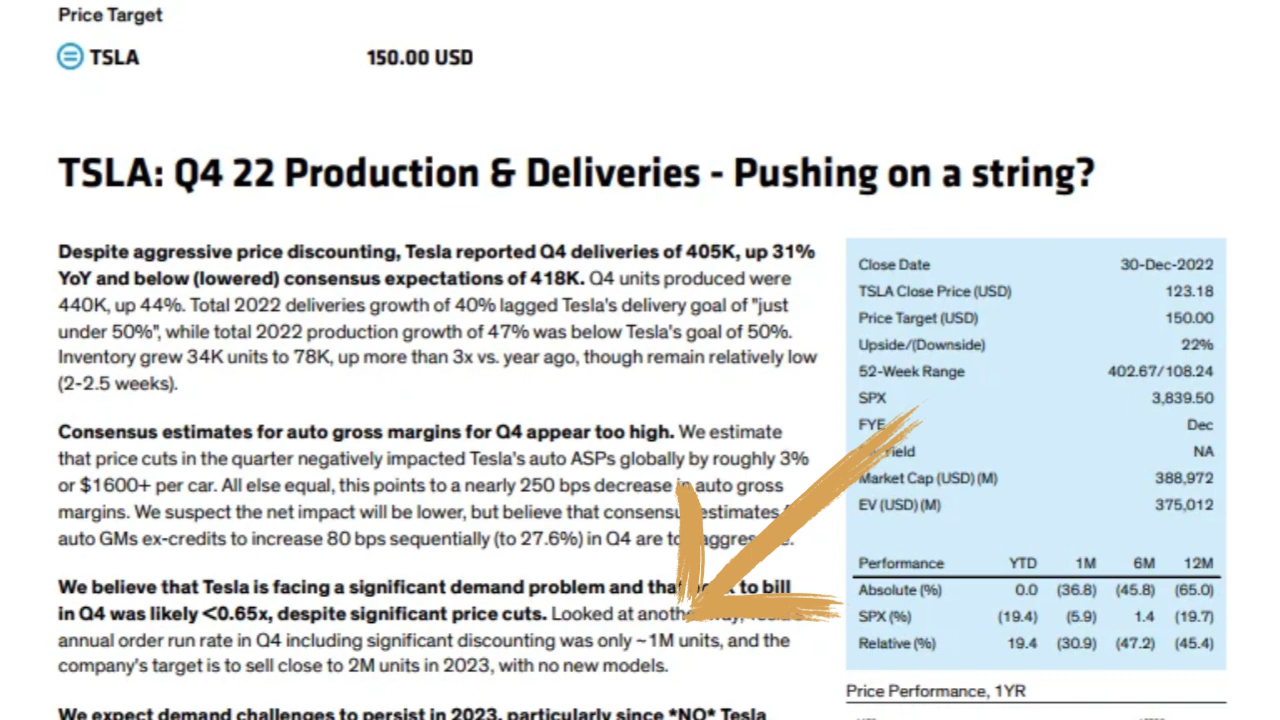 Price Target
TSLA 150.00 USD
TSLA: Q4 22 Production & Deliveries - Pushing on a string?
Despite aggressive price discounting, Tesla reported Q4 deliveries of 405K, up 31%
YoY and below (lowered) consensus expectations of 418K. Q4 units produced were
440K, up 44%. Total 2022 deliveries growth of 40% lagged Tesla's delivery goal of "just
under 50%", while total 2022 production growth of 47% was below Tesla's goal of 50%.
Inventory grew 34K units to 78K, up more than 3x vs. year ago, though remain relatively low
(2-2.5 weeks).
Consensus estimates for auto gross margins for Q4 appear too high. We estimate
that price cuts in the quarter negatively impacted Tesla's auto ASPs globally by roughly 3%
or $1600+ per car. All else equal, this points to a nearly 250 bps decrease in auto gross
margins. We suspect the net impact will be lower, but believe that consensus estimates
auto GMs ex-credits to increase 80 bps sequentially (to 27.6%) in Q4 are
We believe that Tesla is facing a significant demand problem and that to bill
in Q4 was likely <0.65x, despite significant price cuts. Looked at another
annual order run rate in Q4 including significant discounting was only ~1M units, and the
company's target is to sell close to 2M units in 2023, with no new models.
We expect demand challenges to persist in 2023, particularly since *NO* Tesla
Close Date 30-Dec-2022
TSLA Close Price (USD) 123.18
Price Target (USD) 150.00
Upside/(Downside) 22%
52-Week Range 402.67/108.24
SPX 3,839.50
FYE Dec
NA
Market Cap (USD) (M) 388,972
EV (USD) (M) 375,012
Performance YTD 1M 6M 12M
Absolute (%) 0.0 (36.8) (45.8) (65.0)
SPX (%) (19.4) (5.9) 1.4 (19.7)
Relative (%) 19.4 (30.9) (47.2) (45.4)
Price Performance, 1YR